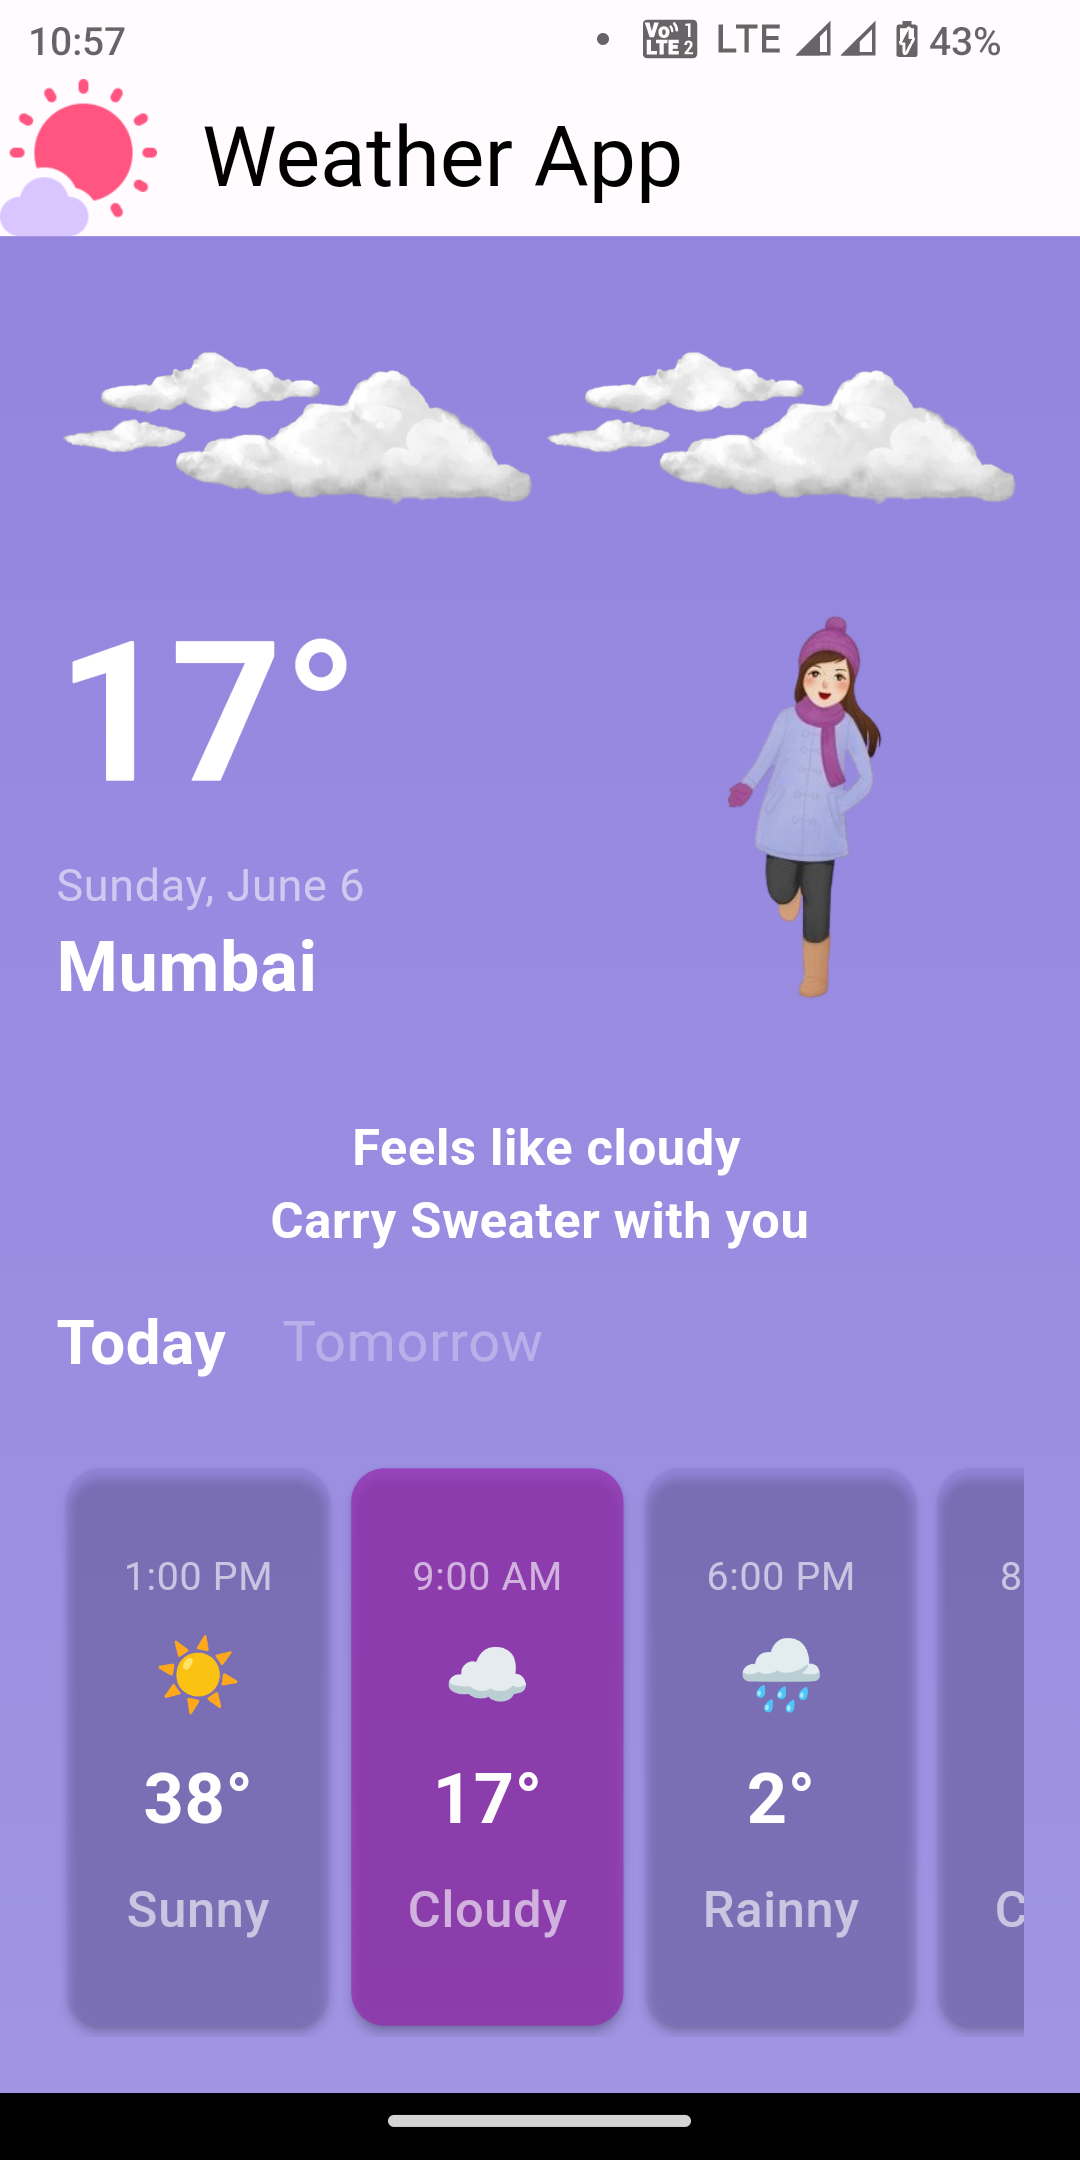 10:57
Vo)) 1
LTE 2
LTE
43%
Weather App
17°
Sunday, June 6
Mumbai
Feels like cloudy
Carry Sweater with you
Today Tomorrow
1:00 PM 9:00 AM 6:00 PM 8
38° 17° 2°
Sunny Cloudy Rainny C